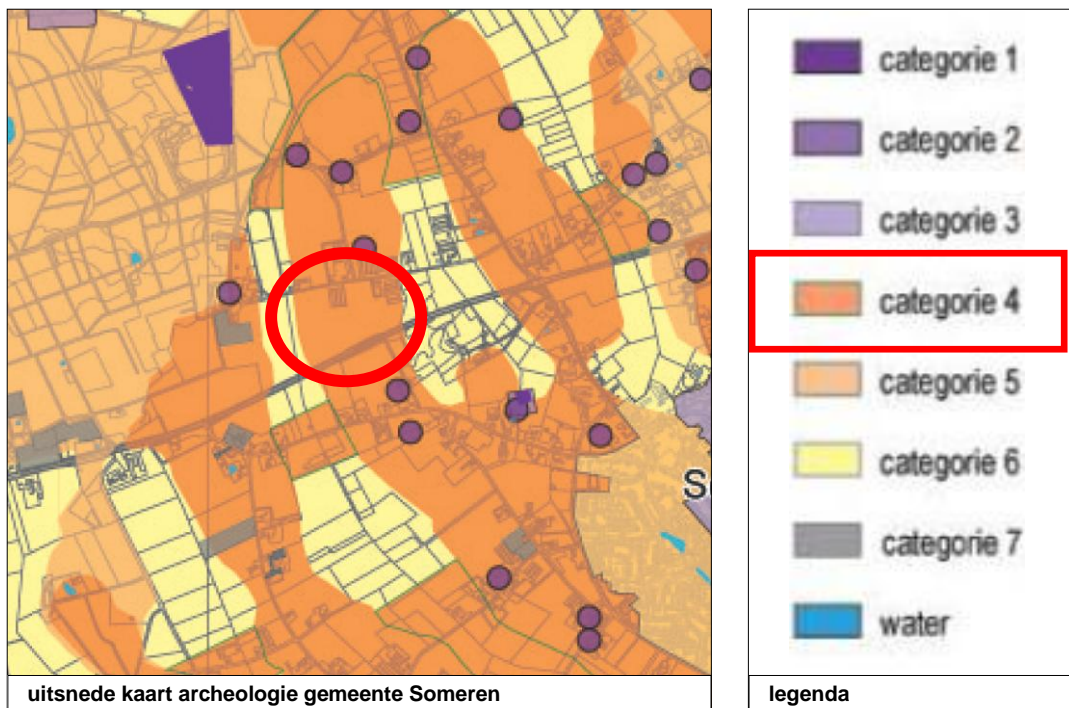 S
uitsnede kaart archeologie gemeente Someren
categorie 1
categorie 2
categorie 3
categorie 4
categorie 5
categorie 6
categorie 7
water
legenda